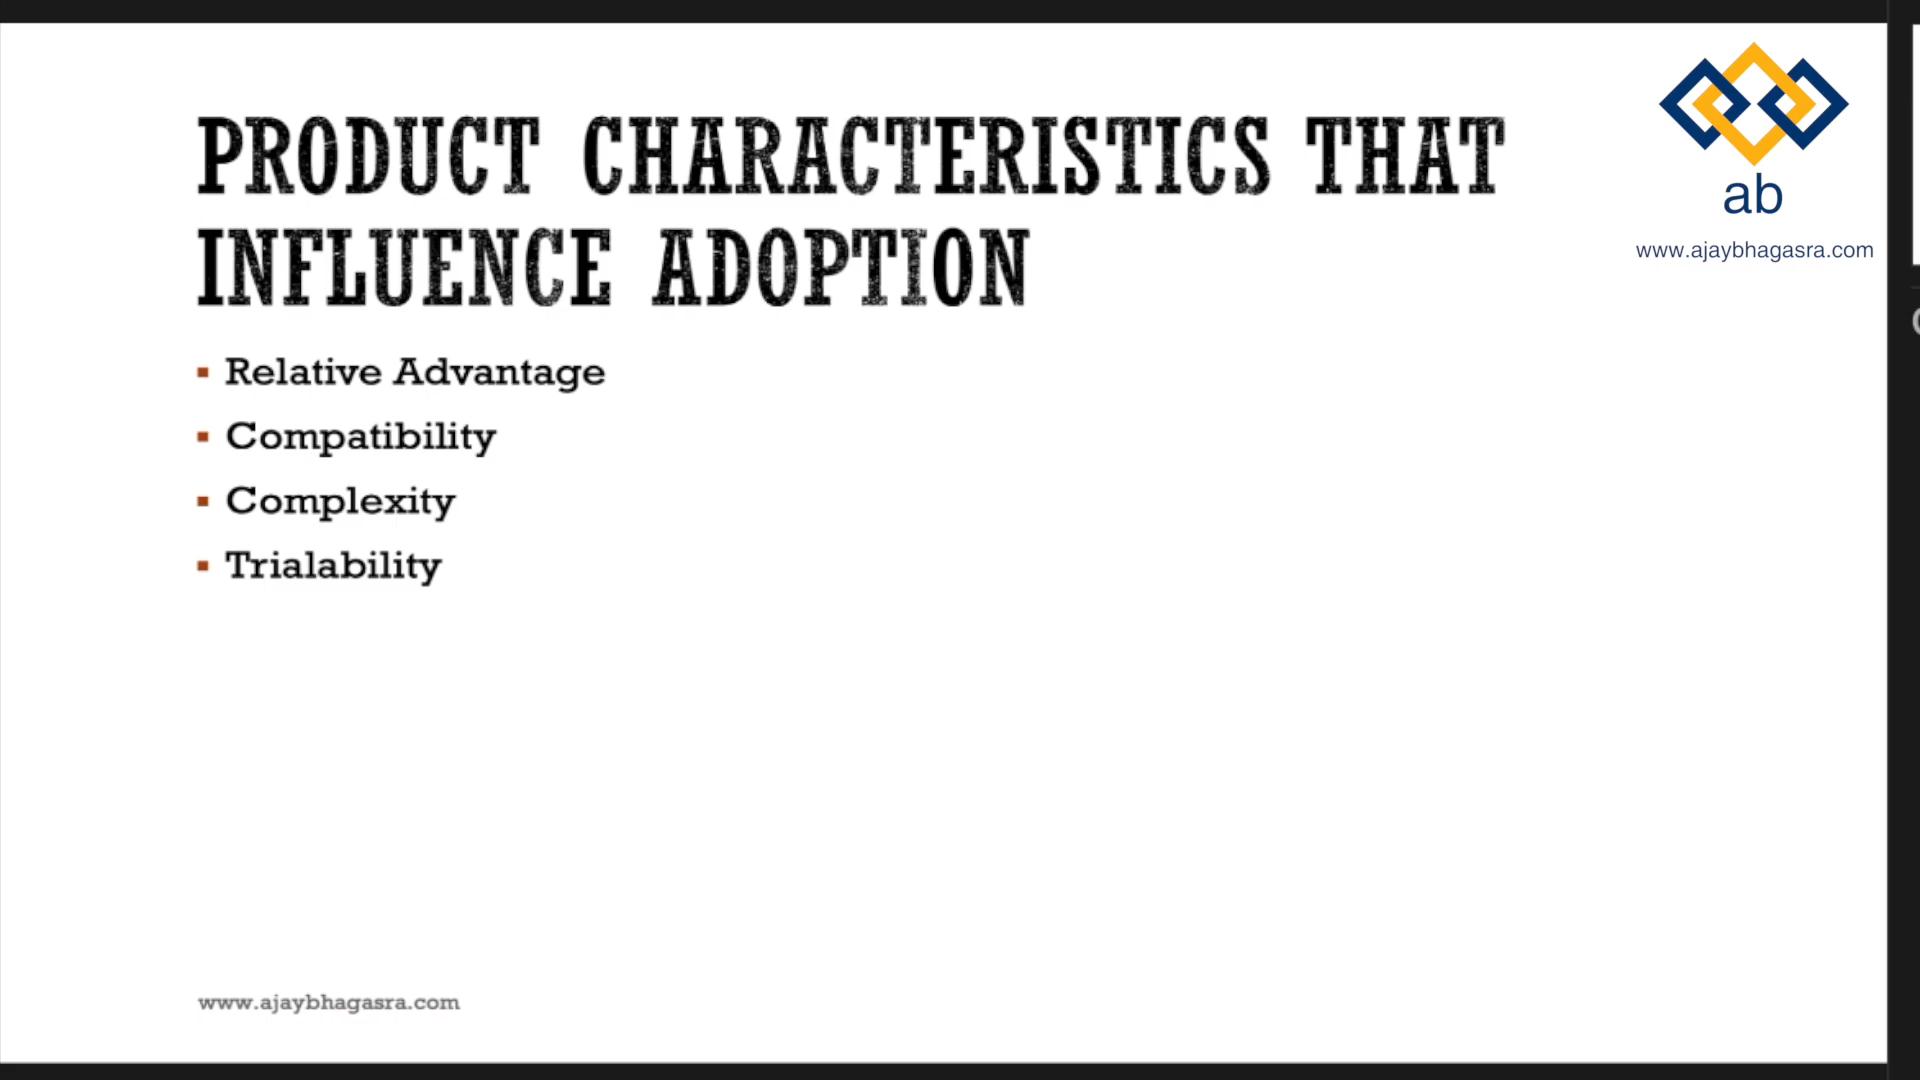 PRODUCT CHARACTERISTICS THAT
INFLUENCE ADOPTION
ab
www.ajaybhagasra.com
▪ Relative Advantage
▪ Compatibility
▪ Complexity
▪ Trialability
www.ajaybhagasra.com